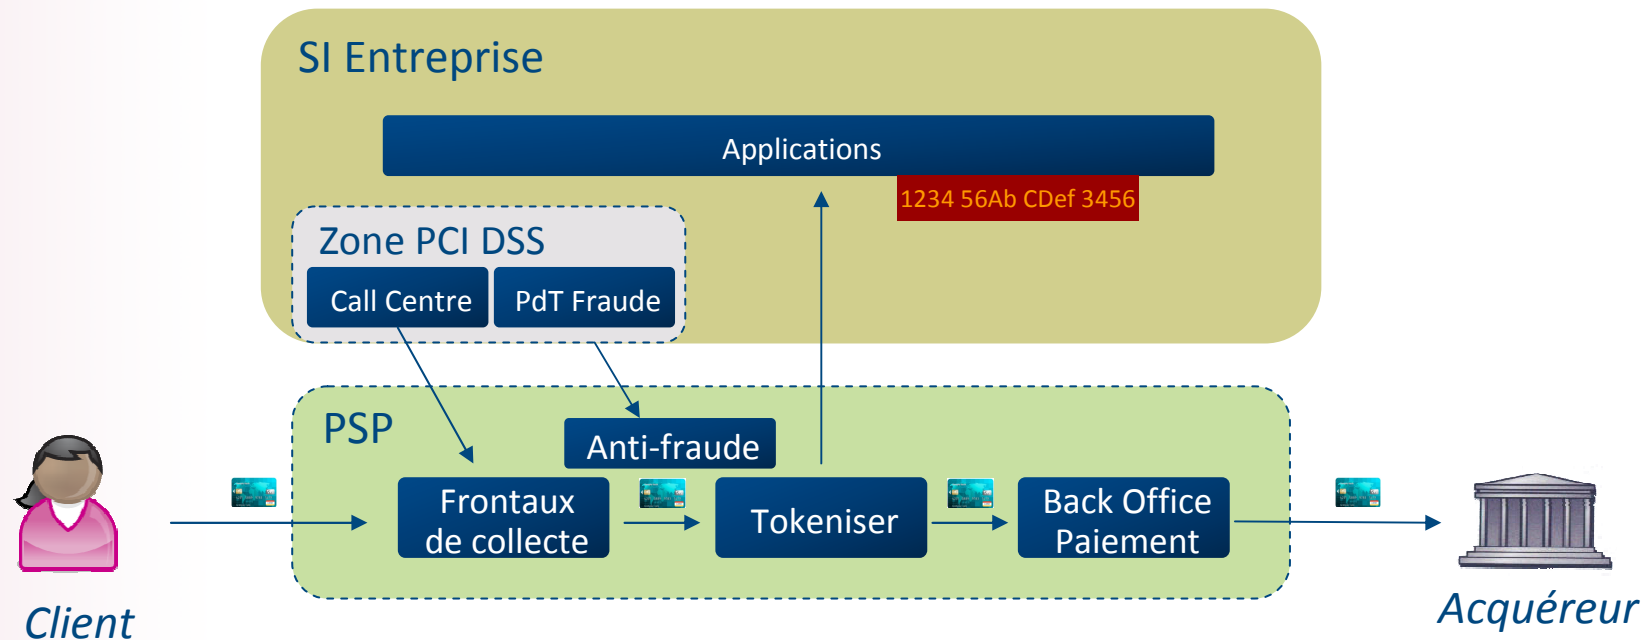 SI Entreprise
Applications
1234 56Ab CDef 3456
Zone PCI DSS
Call Centre
PdT Fraude
PSP
Anti-fraude
Frontaux
de collecte
Tokeniser
Back Office
Paiement
Client
Acquéreur